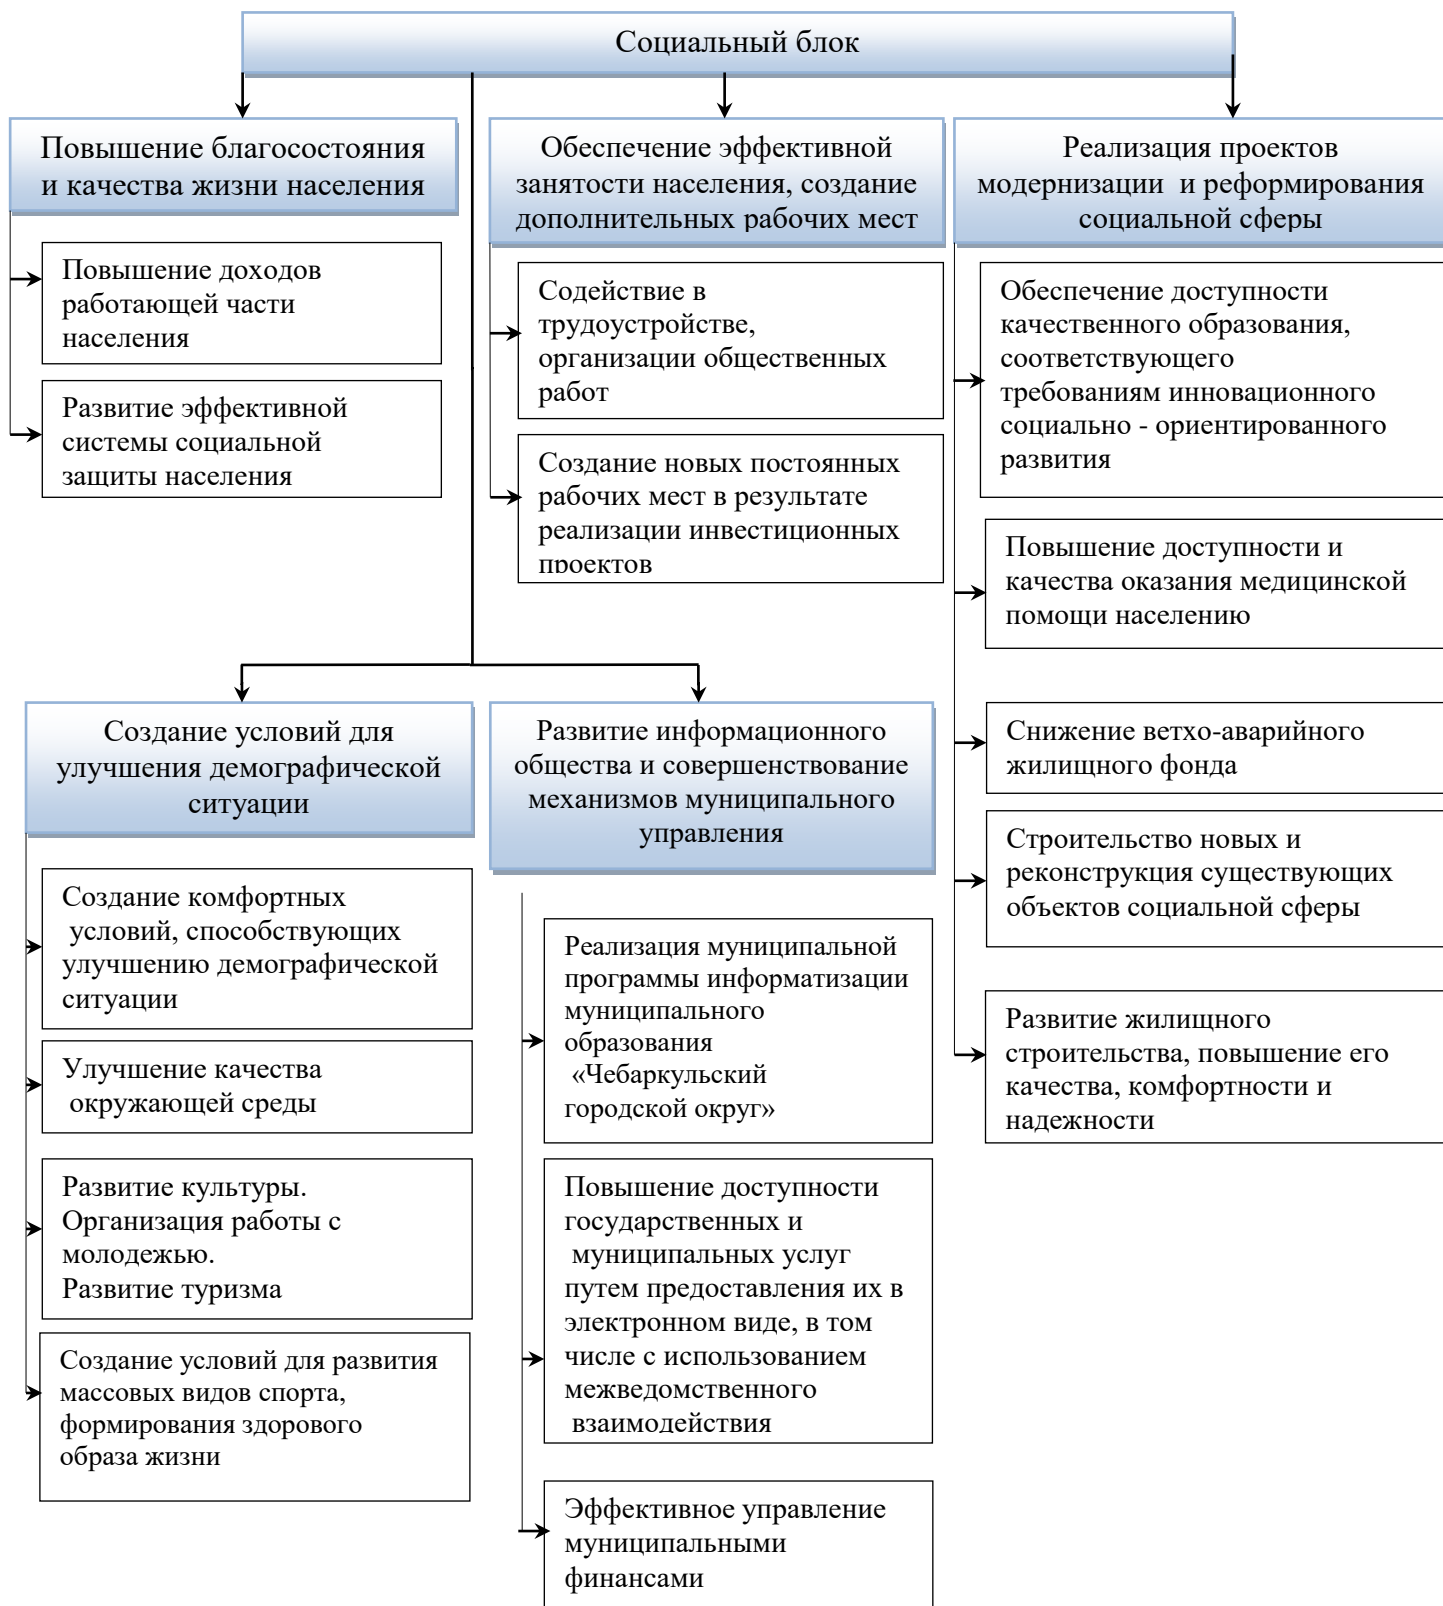 Социальный блок
Повышение благосостояния
и качества жизни населения
Повышение доходов
работающей части
населения
Развитие эффективной
системы социальной
защиты населения
Обеспечение эффективной
занятости населения, создание
дополнительных рабочих мест
Содействие в
трудоустройстве,
организации общественных
работ
Создание новых постоянных
рабочих мест в результате
реализации инвестиционных
проектов
Реализация проектов
модернизации и реформирования
социальной сферы
Обеспечение доступности
качественного образования,
соответствующего
требованиям инновационного
социально - ориентированного
развития
Повышение доступности и
качества оказания медицинской
помощи населению
Снижение ветхо-аварийного
жилищного фонда
Строительство новых и
реконструкция существующих
объектов социальной сферы
Развитие жилищного
строительства, повышение его
качества, комфортности и
надежности
Создание условий для
улучшения демографической
ситуации
Создание комфортных
условий, способствующих
улучшению демографической
ситуации
Улучшение качества
окружающей среды
Развитие культуры.
Организация работы с
молодежью.
Развитие туризма
Создание условий для развития
массовых видов спорта,
формирования здорового
образа жизни
Развитие информационного
общества и совершенствование
механизмов муниципального
управления
Реализация муниципальной
программы информатизации
муниципального
образования
«Чебаркульский
городской округ»
Повышение доступности
государственных и
муниципальных услуг
путем предоставления их в
электронном виде, в том
числе с использованием
межведомственного
взаимодействия
Эффективное управление
муниципальными
финансами